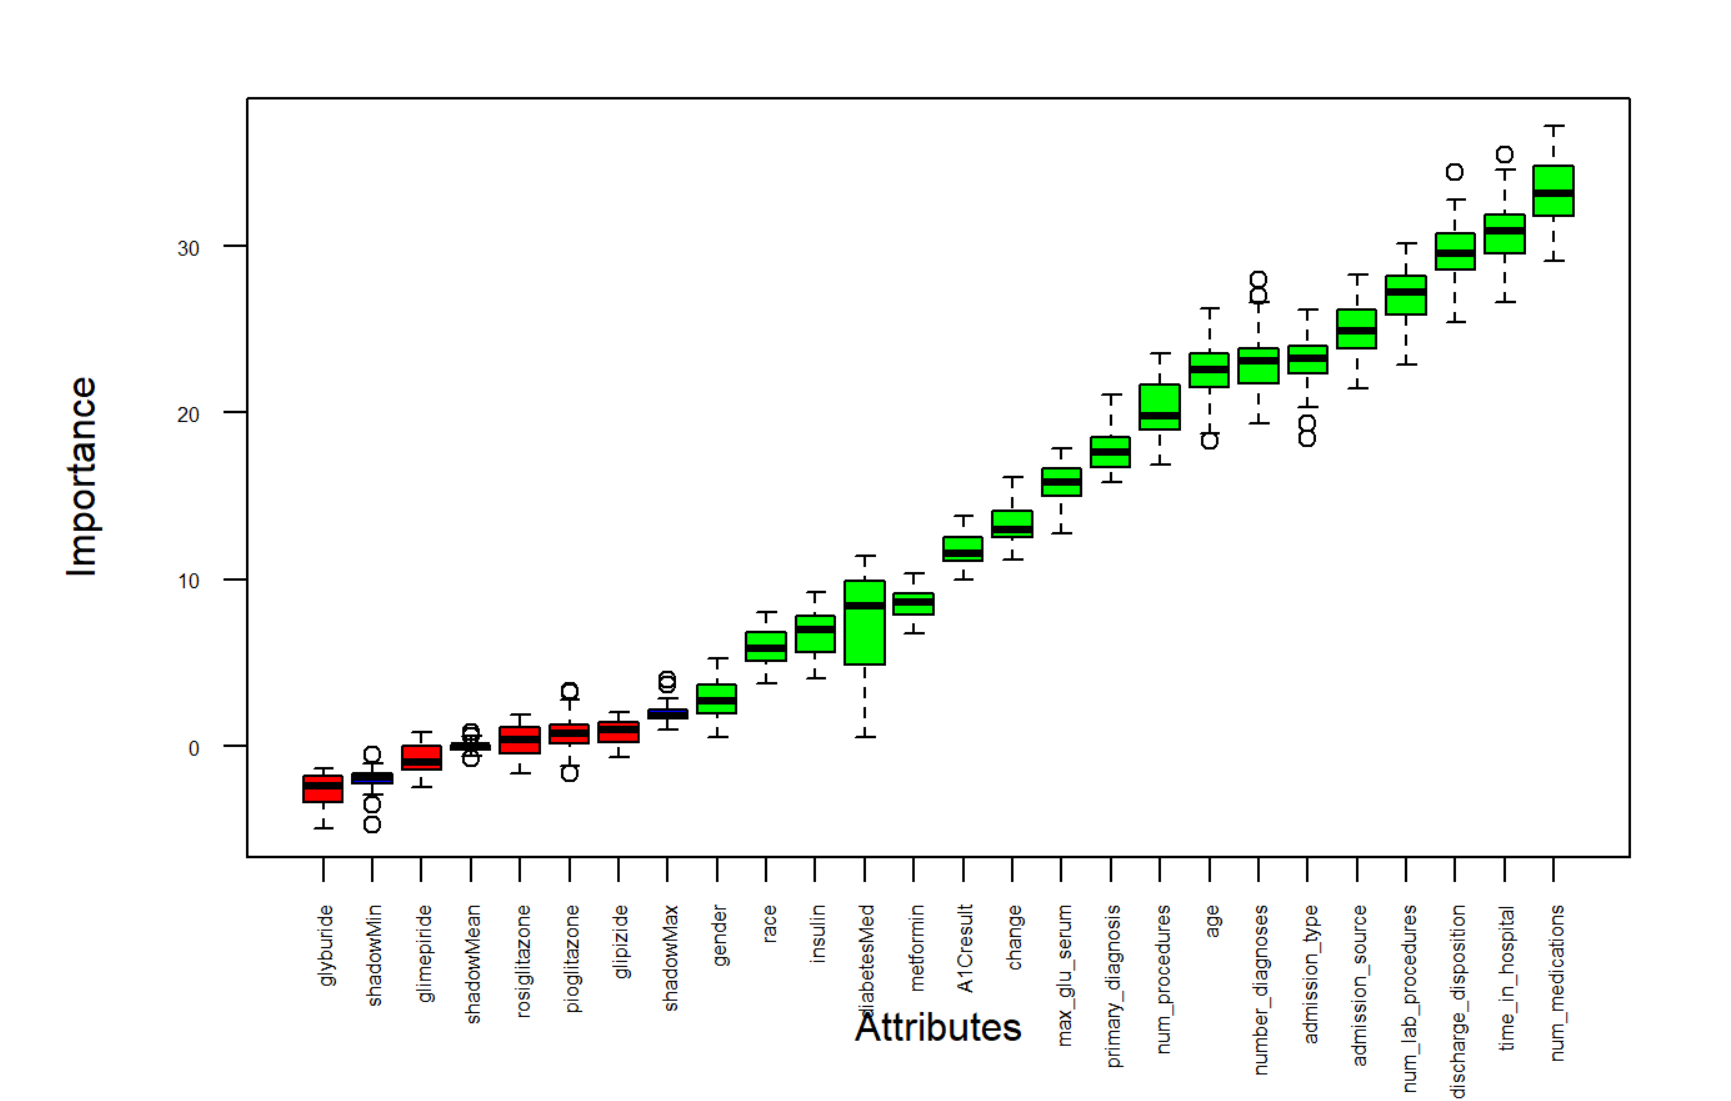 Importance
30
20
10
0
glyburide
shadowMin
glimepiride
shadowMean
rosiglitazone
pioglitazone
glipizide
shadowMax
gender
race
insulin
diabetesMed
metformin
A1Cresult
change
max_glu_serum
primary_diagnosis
num_procedures
age
number_diagnoses
admission_type
admission_source
num_lab_procedures
discharge_disposition
time_in_hospital
num_medications
Attributes